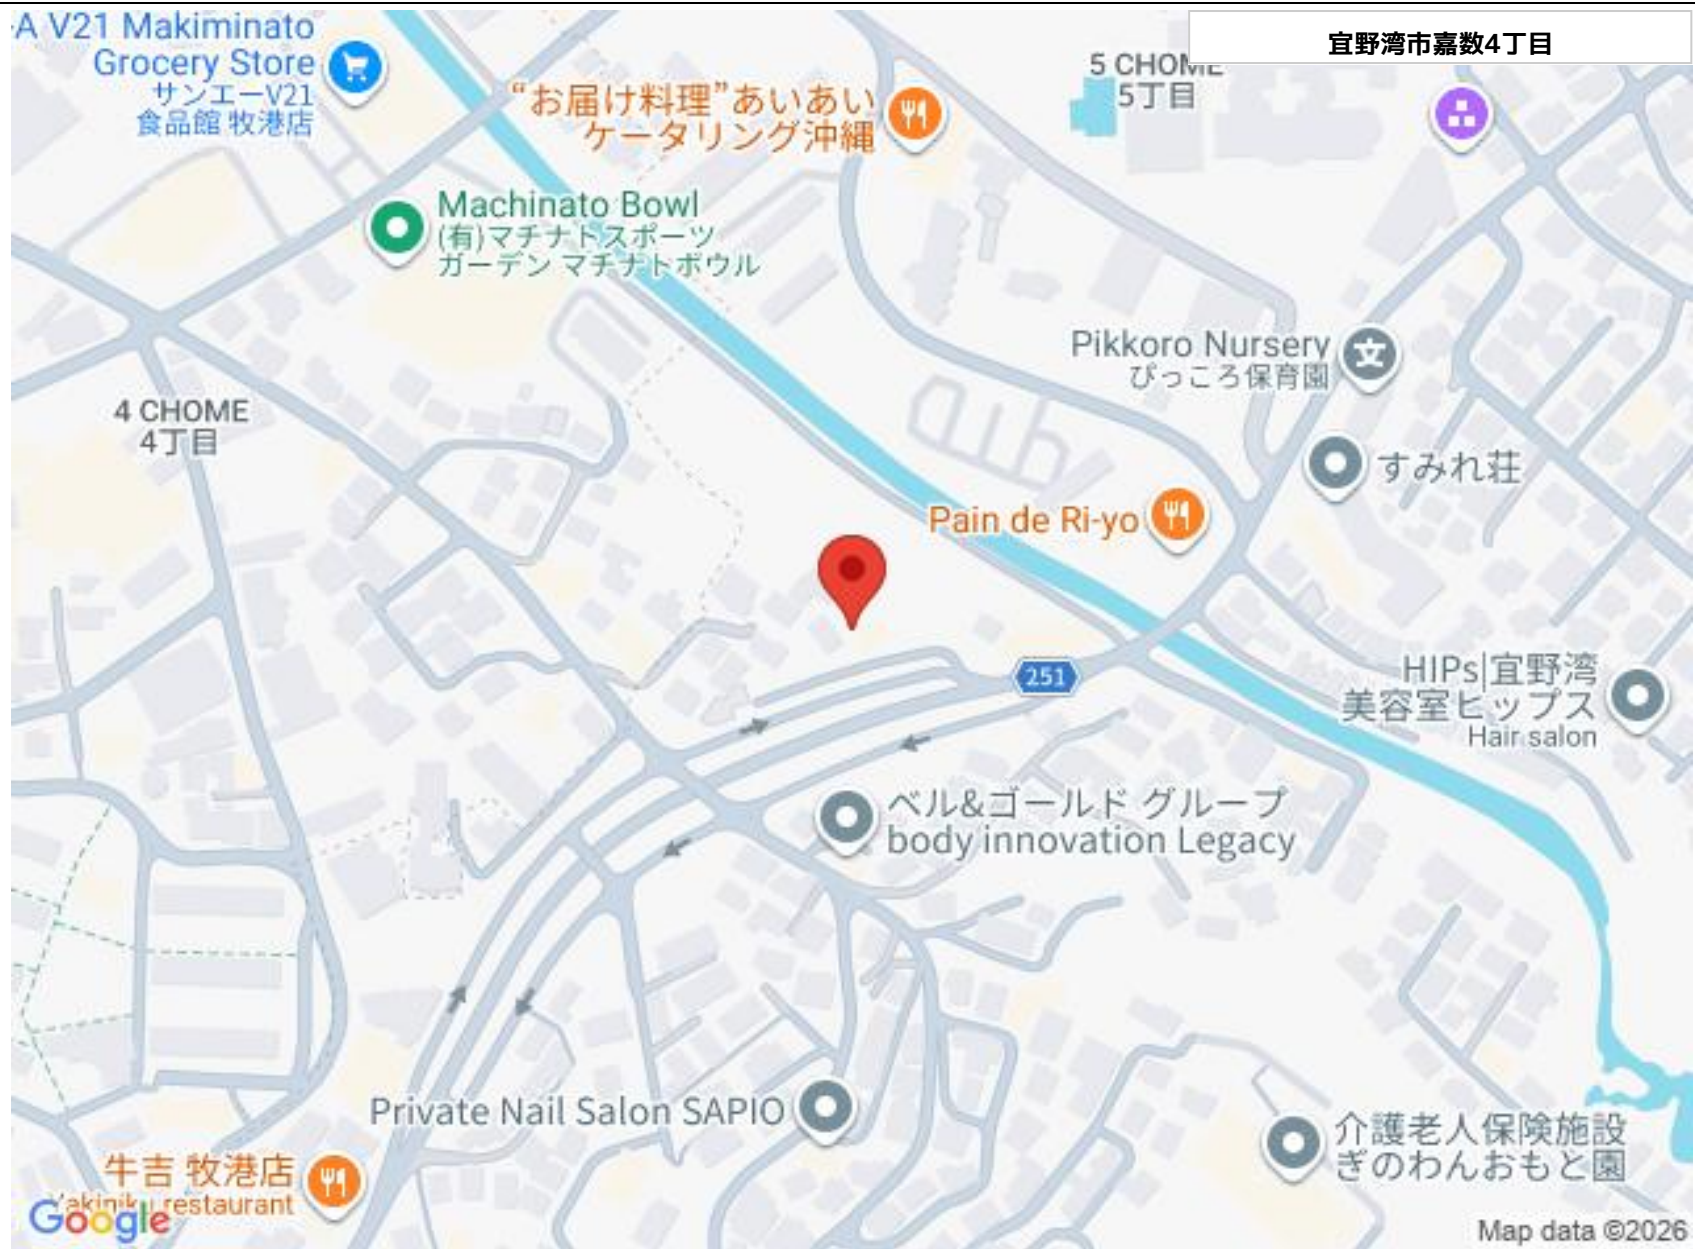 宜野湾市嘉数4丁目
-A V21 Makiminato
Grocery Store
サンエーV21
食品館 牧港店
“お届け料理”あいあい
ケータリング沖縄
5 CHOME
5丁目
Machinato Bowl
(有)マチナトスポーツ
ガーデン マチナトボウル
Pikkoro Nursery
ぴっころ保育園
4 CHOME
4丁目
すみれ荘
Pain de Ri-yo
251
HIPs|宜野湾
美容室ヒップス
Hair salon
ベル&ゴールド グループ
body innovation Legacy
Private Nail Salon SAPIO
介護老人保険施設
ぎのわんおもと園
牛吉 牧港店
Yakiniku restaurant
Google
Map data ©2026